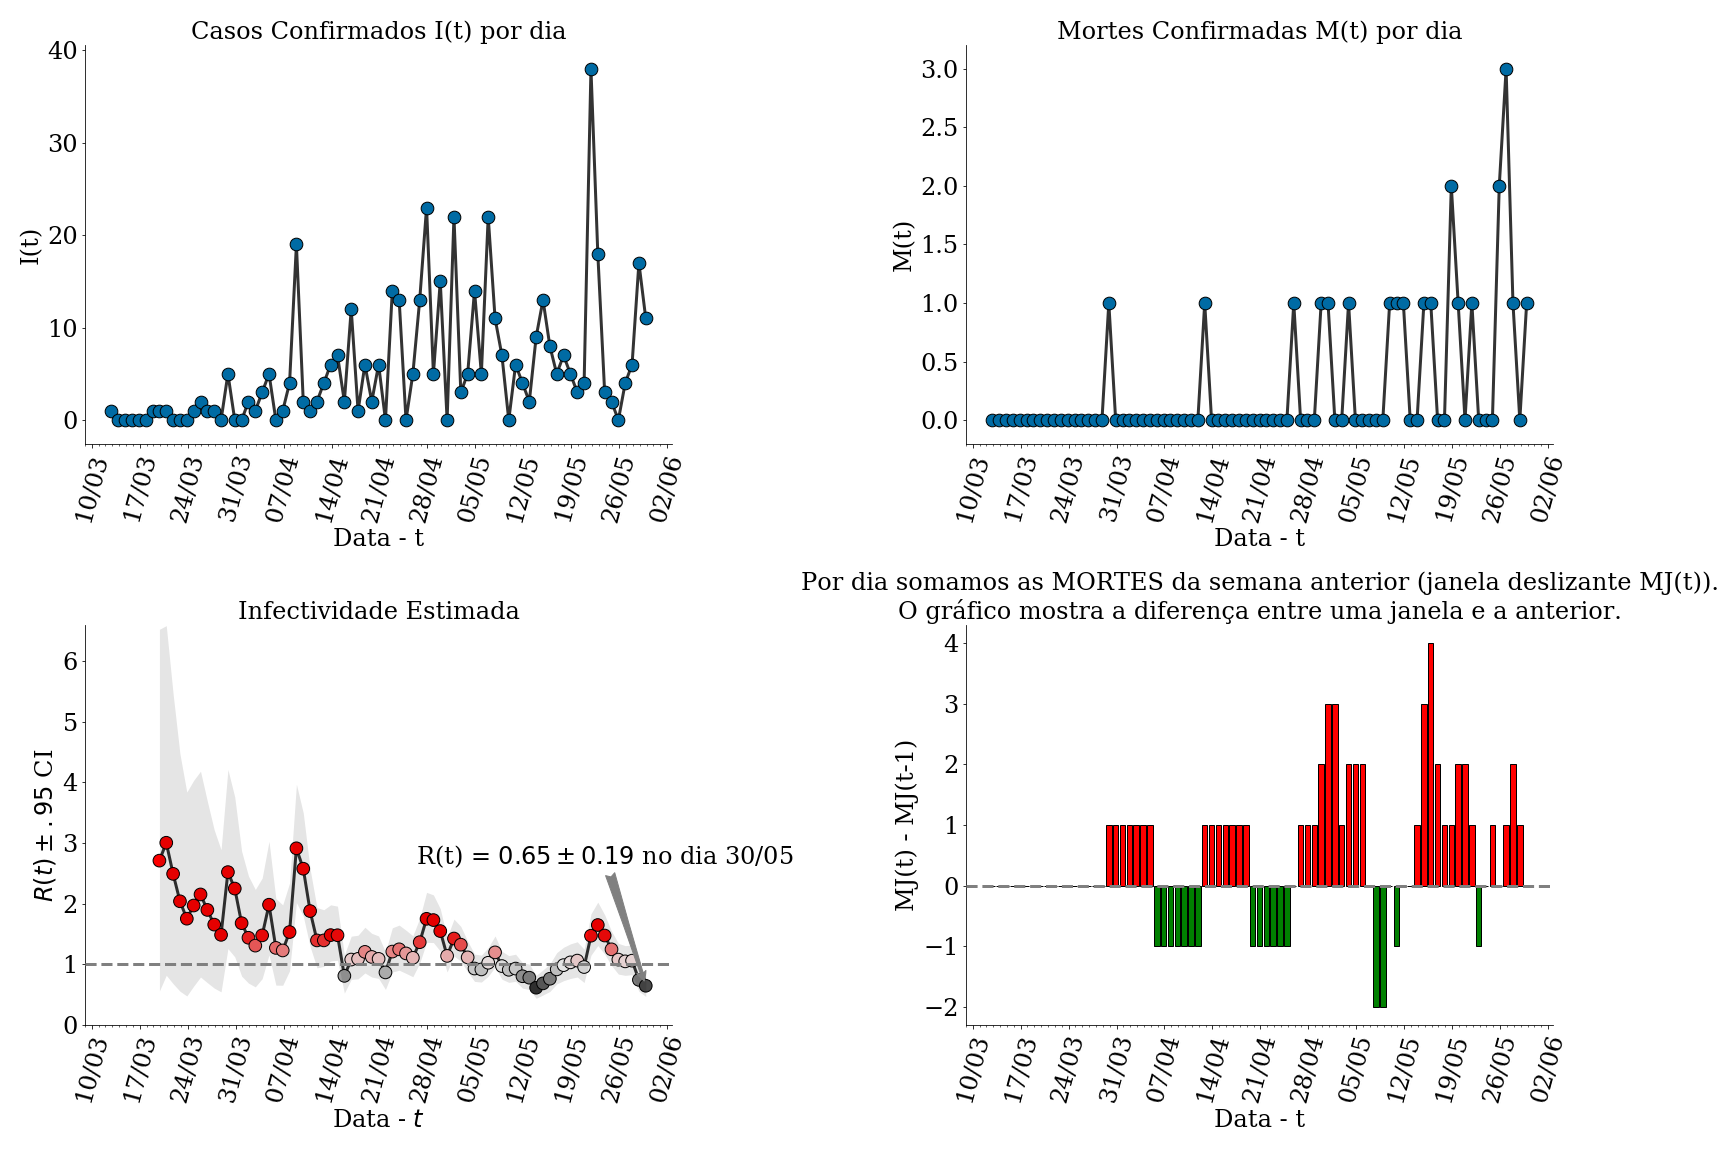 Casos Confirmados I(t) por dia
I(t)
40
30
20
10
0
10/03 17/03 24/03 31/03 07/04 14/04 21/04 28/04 05/05 12/05 19/05 26/05 02/06
Data - t
Mortes Confirmadas M(t) por dia
M(t)
3.0
2.5
2.0
1.5
1.0
0.5
0.0
10/03 17/03 24/03 31/03 07/04 14/04 21/04 28/04 05/05 12/05 19/05 26/05 02/06
Data - t
Infectividade Estimada
R(t) ± .95 CI
6
5
4
3
2
1
0
R(t) = 0.65 ± 0.19 no dia 30/05
10/03 17/03 24/03 31/03 07/04 14/04 21/04 28/04 05/05 12/05 19/05 26/05 02/06
Data - t
Por dia somamos as MORTES da semana anterior (janela deslizante MJ(t)).
O gráfico mostra a diferença entre uma janela e a anterior.
MJ(t) - MJ(t-1)
4
3
2
1
0
−1
−2
10/03 17/03 24/03 31/03 07/04 14/04 21/04 28/04 05/05 12/05 19/05 26/05 02/06
Data - t